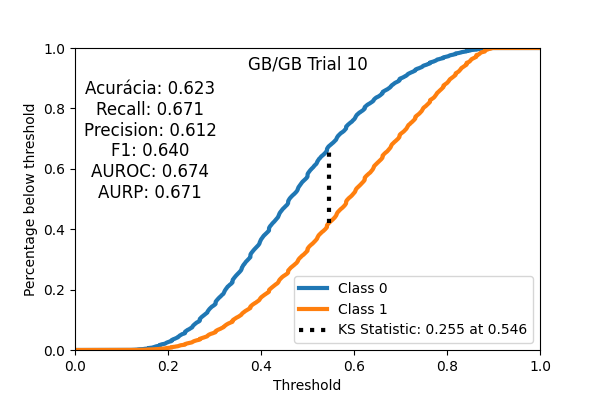 GB/GB Trial 10
Acurácia: 0.623
Recall: 0.671
Precision: 0.612
F1: 0.640
AUROC: 0.674
AURP: 0.671
Percentage below threshold
1.0
0.8
0.6
0.4
0.2
0.0
Class 0
Class 1
KS Statistic: 0.255 at 0.546
0.0 0.2 0.4 0.6 0.8 1.0
Threshold